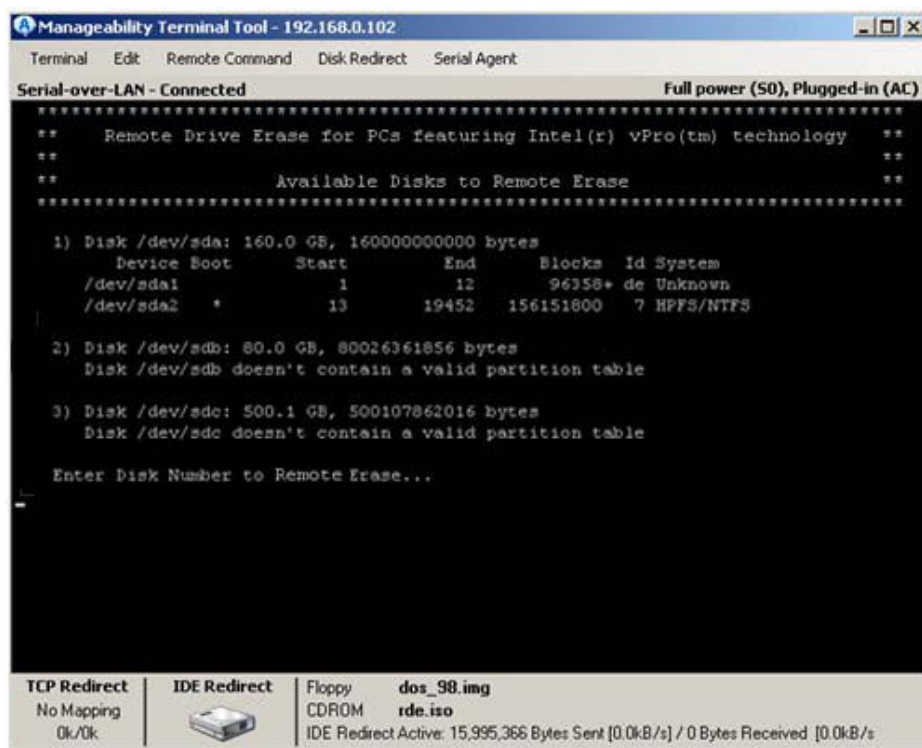 Manageability Terminal Tool - 192.168.0.102
Terminal Edit Remote Command Disk Redirect Serial Agent
Serial-over-LAN - Connected Full power (S0), Plugged-in (AC)
********************************************************************************
** Remote Drive Erase for PCs featuring Intel(r) vPro(tm) technology **
** **
** Available Disks to Remote Erase **
********************************************************************************
1) Disk /dev/sda: 160.0 GB, 160000000000 bytes
Device Boot Start End Blocks Id System
/dev/sda1 1 12 96358+ de Unknown
/dev/sda2 * 13 19452 156151800 7 HPFS/NTFS
2) Disk /dev/sdb: 80.0 GB, 80026361856 bytes
Disk /dev/sdb doesn't contain a valid partition table
3) Disk /dev/sdc: 500.1 GB, 500107862016 bytes
Disk /dev/sdc doesn't contain a valid partition table
Enter Disk Number to Remote Erase...
TCP Redirect IDE Redirect Floppy dos_98.img
No Mapping CDROM rde.iso
0k/0k IDE Redirect Active: 15,995,366 Bytes Sent [0.0kB/s] / 0 Bytes Received [0.0kB/s